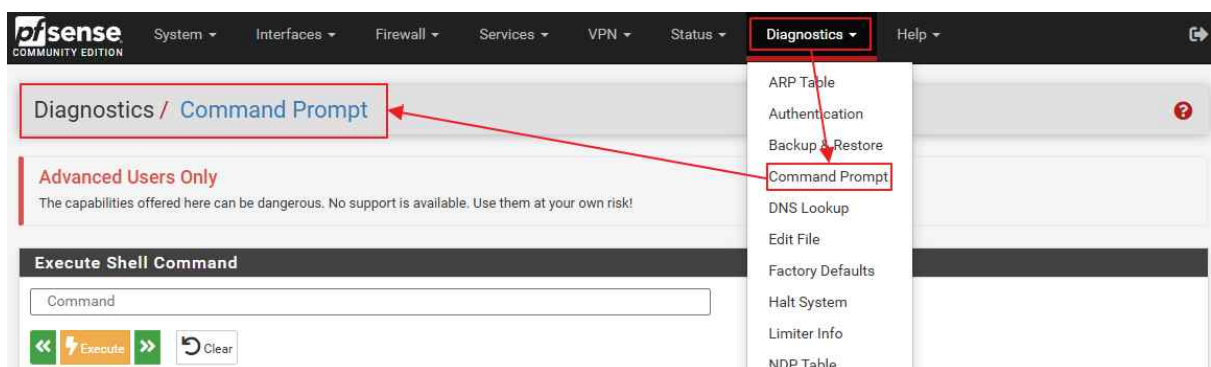 pfsense
COMMUNITY EDITION
System
Interfaces
Firewall
Services
VPN
Status
Diagnostics
Help
Diagnostics / Command Prompt
Advanced Users Only
The capabilities offered here can be dangerous. No support is available. Use them at your own risk!
Execute Shell Command
Command
Execute
Clear
ARP Table
Authentication
Backup & Restore
Command Prompt
DNS Lookup
Edit File
Factory Defaults
Halt System
Limiter Info
NDP Table